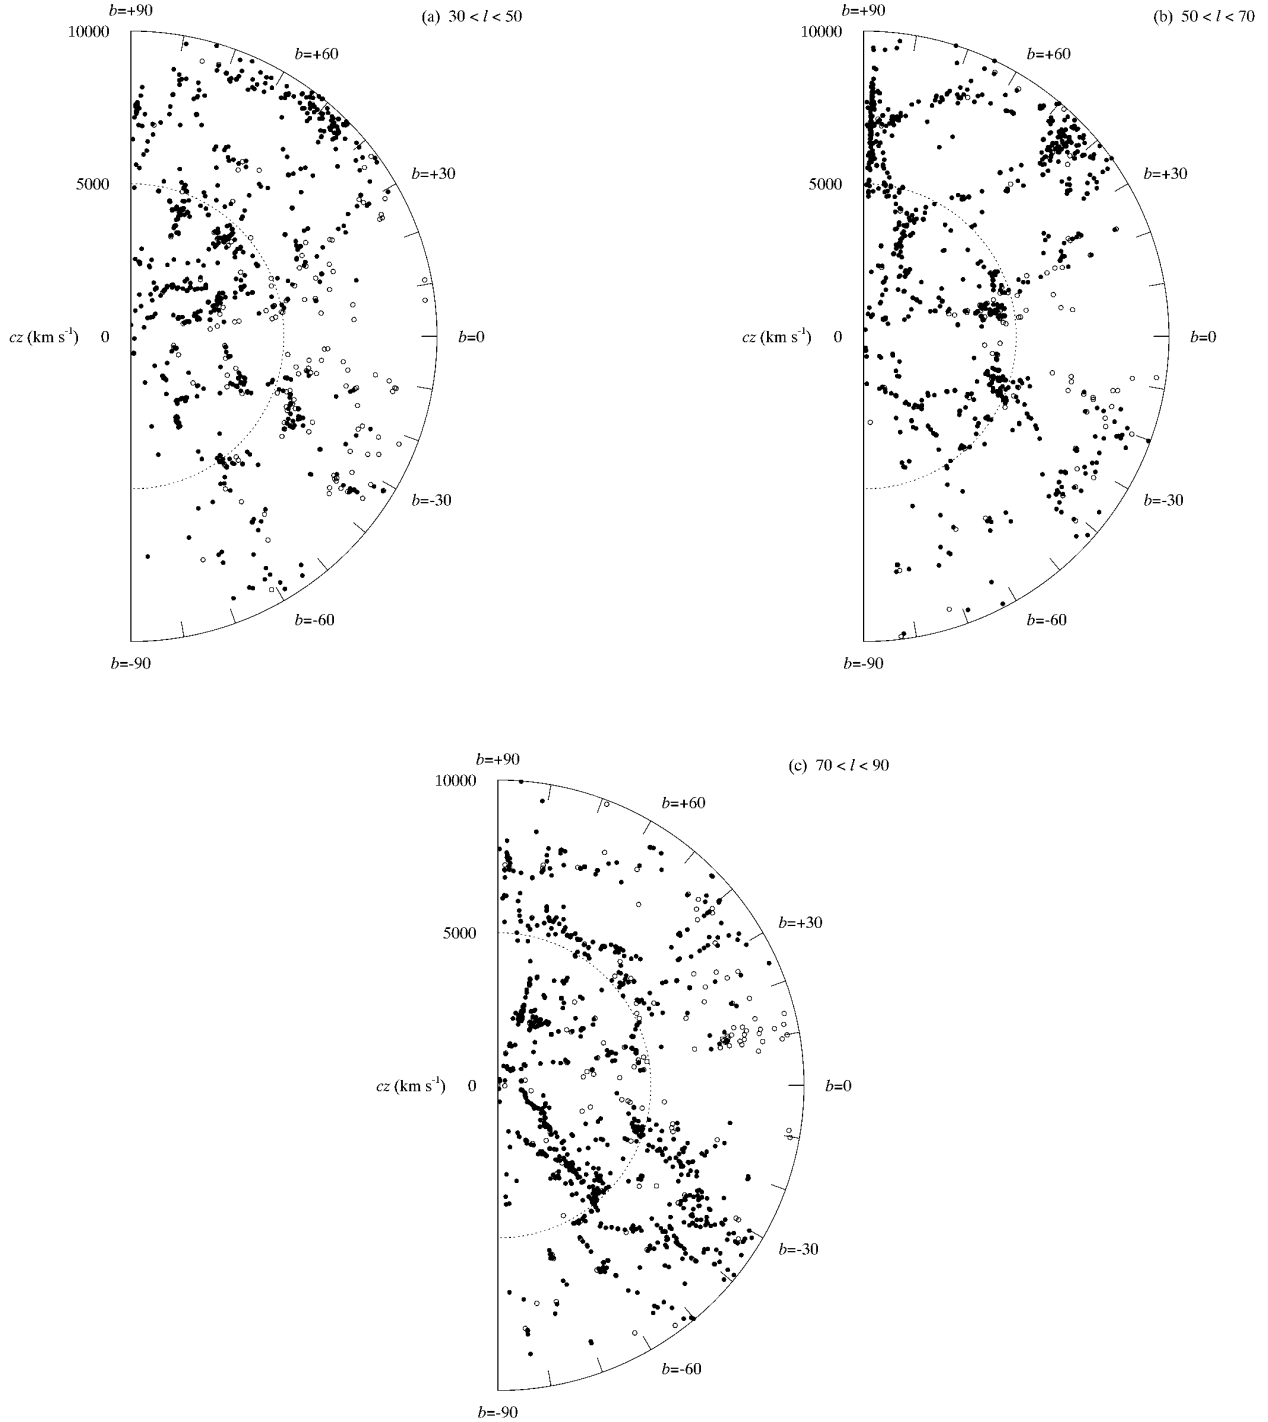 b=+90
(a) 30 < l < 50
10000
b=+60
b=+30
5000
cz (km s⁻¹) 0
b=0
b=-30
b=-60
b=-90
b=+90
(b) 50 < l < 70
10000
b=+60
b=+30
5000
cz (km s⁻¹) 0
b=0
b=-30
b=-60
b=-90
b=+90
(c) 70 < l < 90
10000
b=+60
b=+30
5000
cz (km s⁻¹) 0
b=0
b=-30
b=-60
b=-90